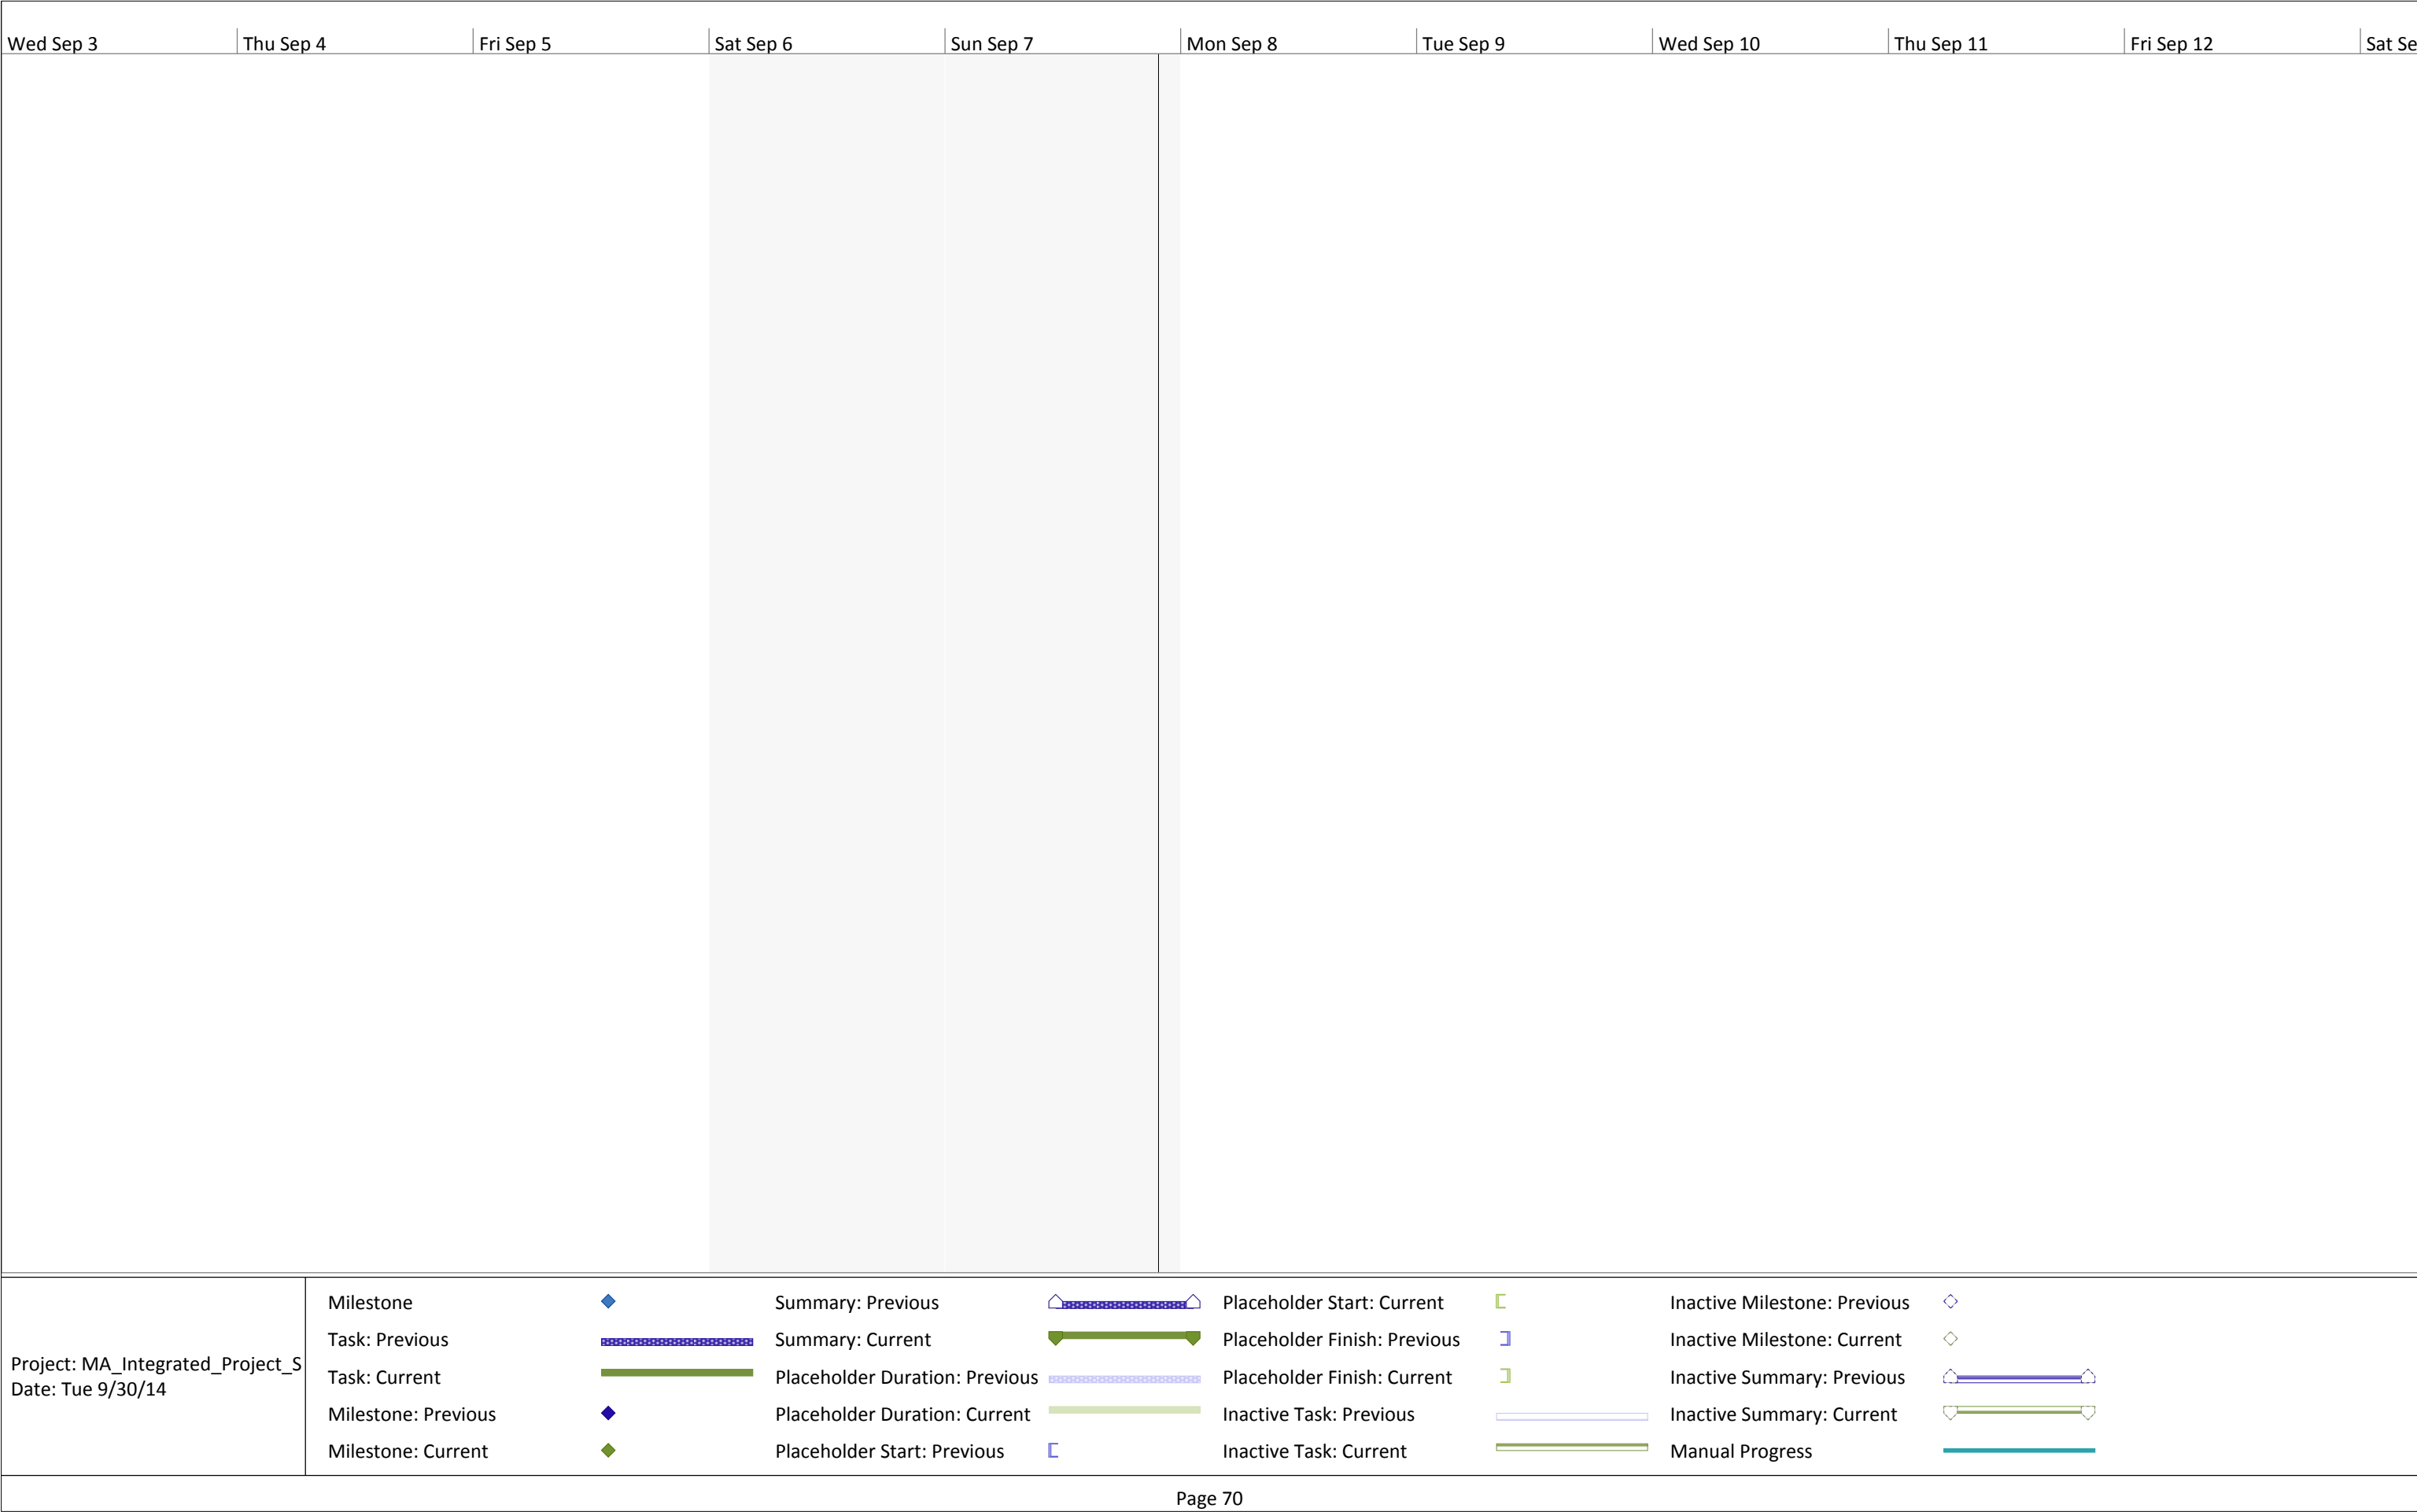 Wed Sep 3 Thu Sep 4 Fri Sep 5 Sat Sep 6 Sun Sep 7 Mon Sep 8 Tue Sep 9 Wed Sep 10 Thu Sep 11 Fri Sep 12 Sat Se
Project: MA_Integrated_Project_S
Date: Tue 9/30/14
Milestone
Task: Previous
Task: Current
Milestone: Previous
Milestone: Current
Summary: Previous
Summary: Current
Placeholder Duration: Previous
Placeholder Duration: Current
Placeholder Start: Previous
Placeholder Start: Current
Placeholder Finish: Previous
Placeholder Finish: Current
Inactive Task: Previous
Inactive Task: Current
Inactive Milestone: Previous
Inactive Milestone: Current
Inactive Summary: Previous
Inactive Summary: Current
Manual Progress
Page 70